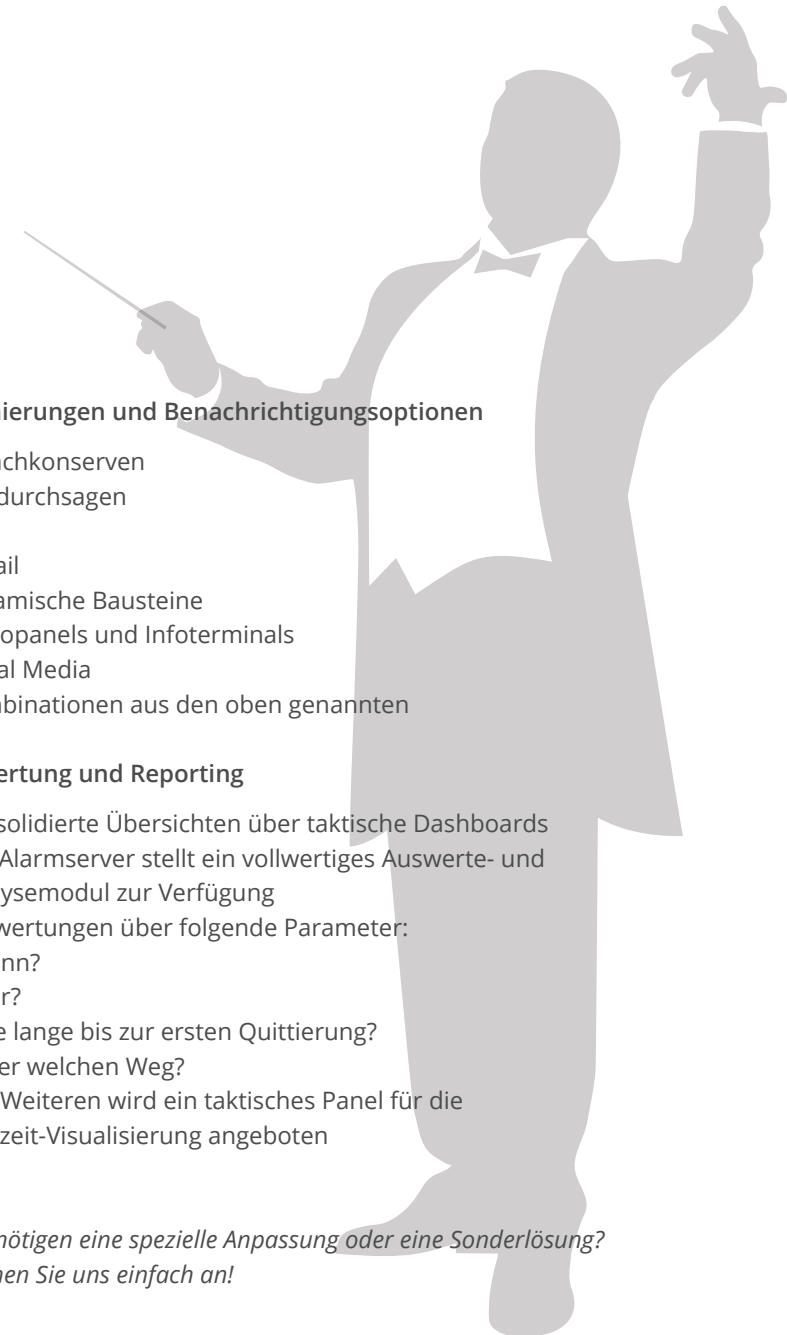 ierungen und Benachrichtigungsoptionen
chkonserven
durchsagen
ail
amische Bausteine
opanels und Infoterminals
al Media
binationen aus den oben genannten
ertung und Reporting
solidierte Übersichten über taktische Dashboards
Alarmserver stellt ein vollwertiges Auswerte- und
ysemodul zur Verfügung
wertungen über folgende Parameter:
nn?
r?
e lange bis zur ersten Quittierung?
er welchen Weg?
Weiteren wird ein taktisches Panel für die
zeit-Visualisierung angeboten
nötigen eine spezielle Anpassung oder eine Sonderlösung?
en Sie uns einfach an!